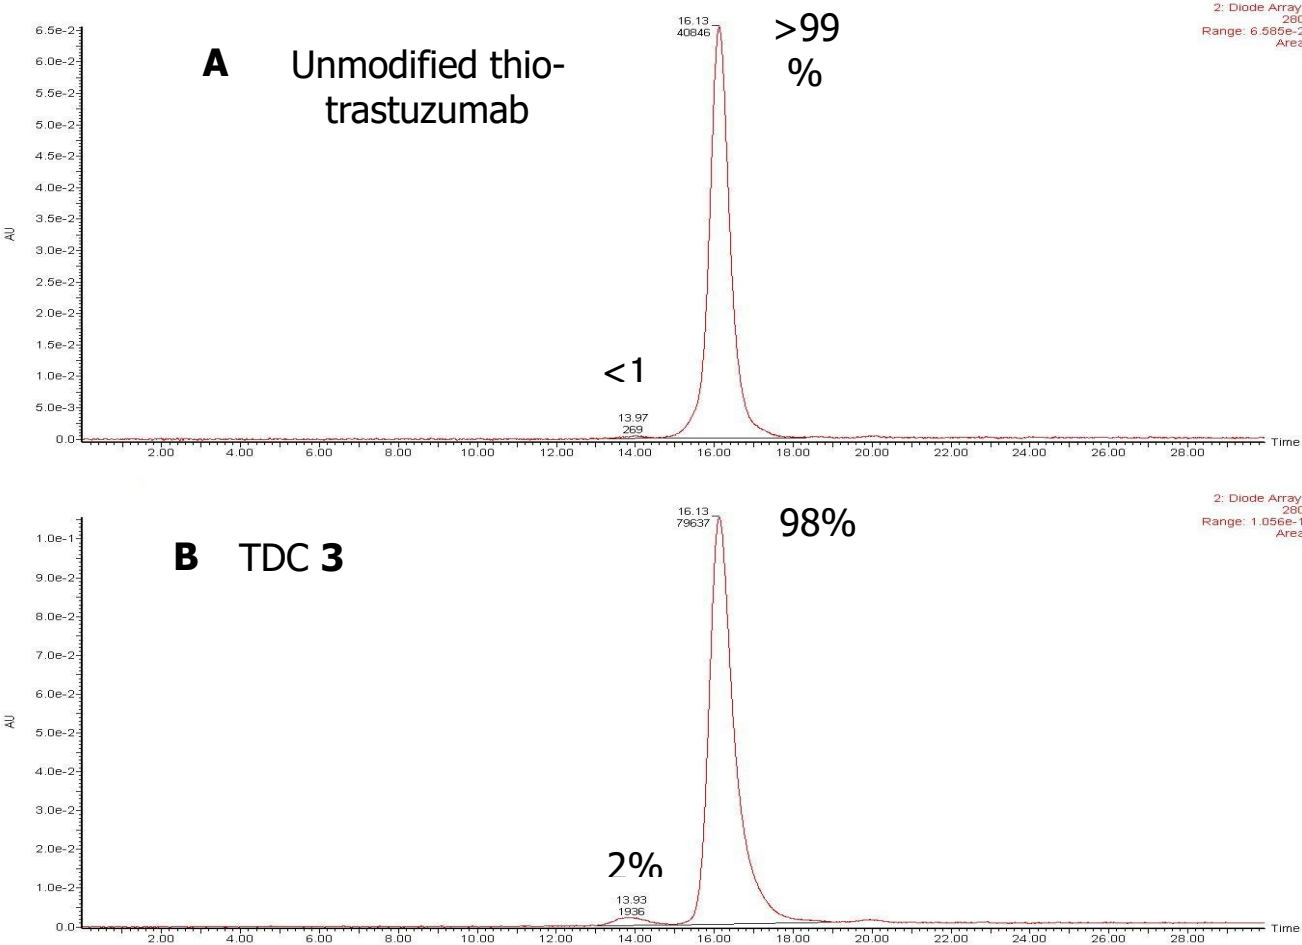 2: Diode Array
280
Range: 6.585e-2
Area
16.13
40846
>99
%
A Unmodified thio-
trastuzumab
6.5e-2
6.0e-2
5.5e-2
5.0e-2
4.5e-2
4.0e-2
3.5e-2
3.0e-2
2.5e-2
2.0e-2
1.5e-2
1.0e-2
5.0e-3
0.0
AU
<1
13.97
269
2.00 4.00 6.00 8.00 10.00 12.00 14.00 16.00 18.00 20.00 22.00 24.00 26.00 28.00
Time
2: Diode Array
280
Range: 1.056e-1
Area
16.13
79637
98%
B TDC 3
1.0e-1
9.0e-2
8.0e-2
7.0e-2
6.0e-2
5.0e-2
4.0e-2
3.0e-2
2.0e-2
1.0e-2
0.0
AU
2%
13.93
1936
2.00 4.00 6.00 8.00 10.00 12.00 14.00 16.00 18.00 20.00 22.00 24.00 26.00 28.00
Time